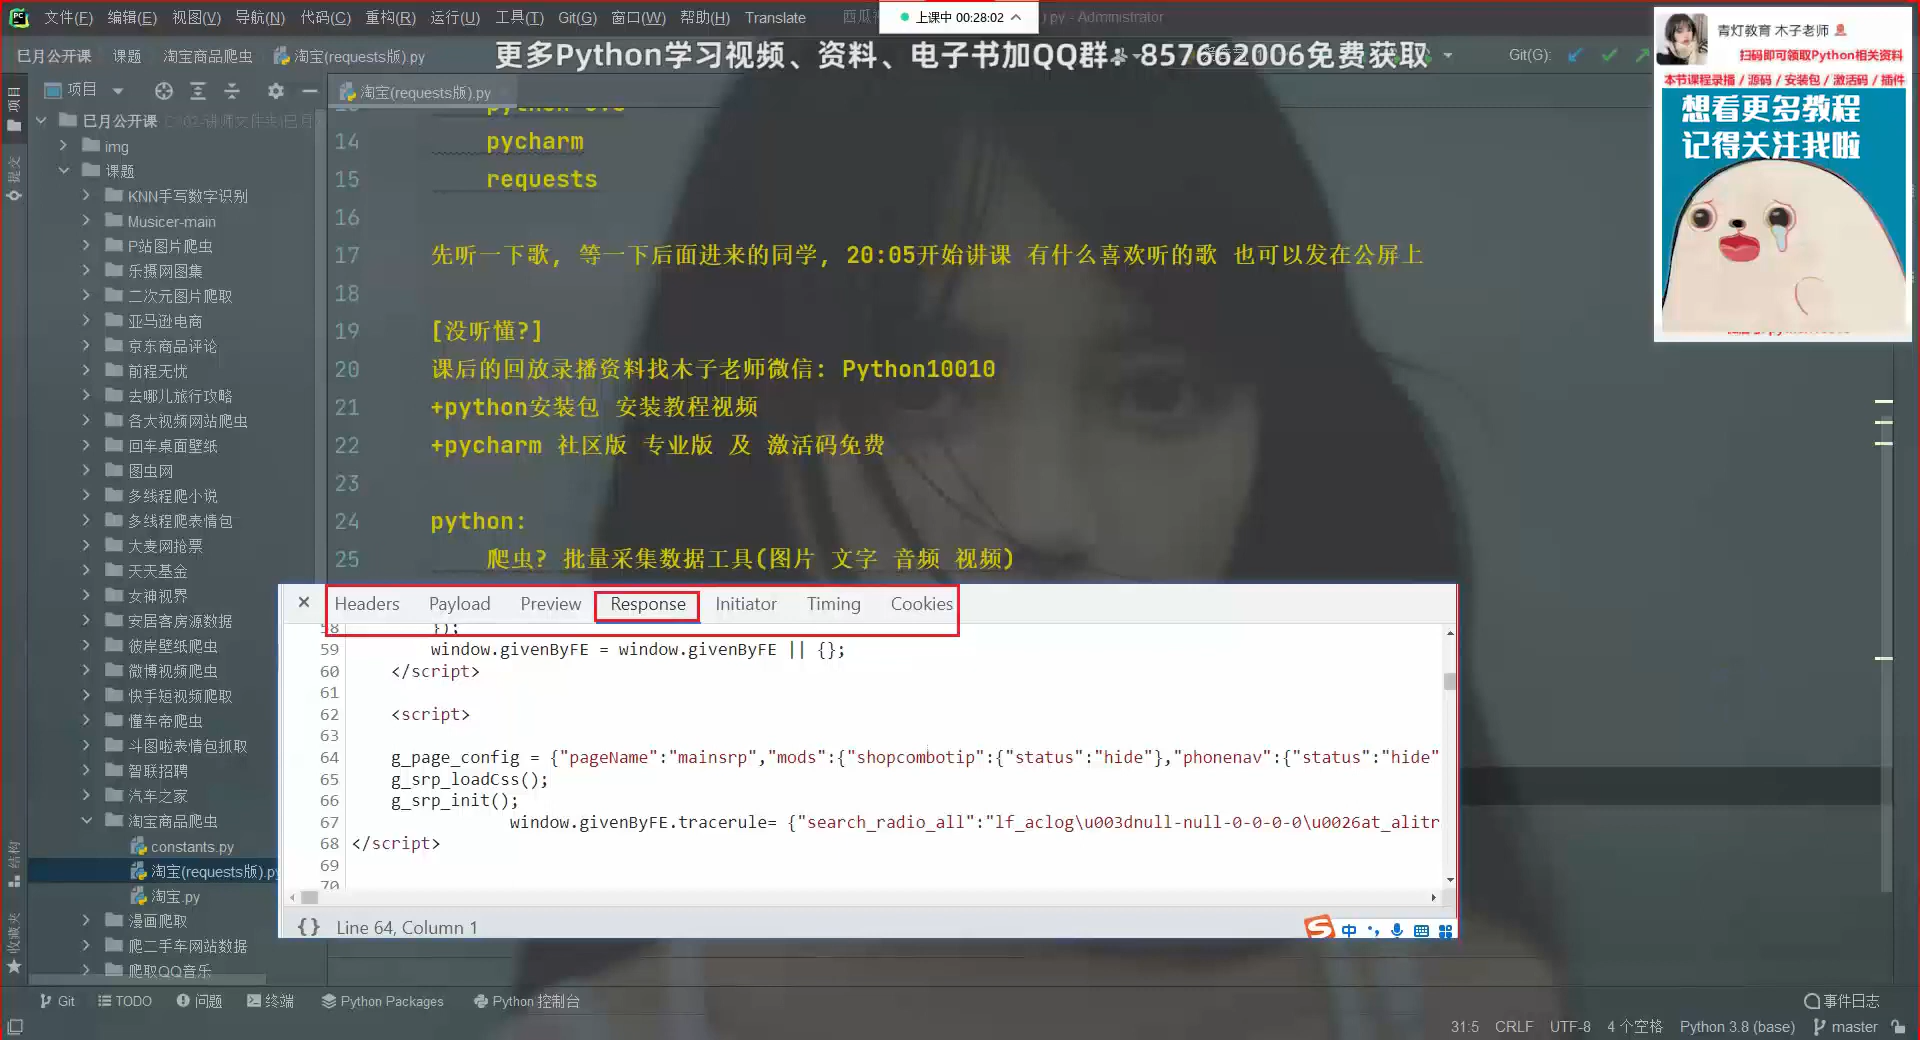 文件(F) 编辑(E) 视图(V) 导航(N) 代码(C) 重构(R) 运行(U) 工具(T) Git(G) 窗口(W) 帮助(H) Translate
上课中 00:28:02
.py - Administrator
巳月公开课 课题 淘宝商品爬虫 淘宝(requests版).py
更多Python学习视频、资料、电子书加QQ群：857662006免费获取
Git(G):
青灯教育 木子老师
扫码即可领取Python相关资料
本节课程录播 / 源码 / 安装包 / 激活码 / 插件
想看更多教程
记得关注我啦
项目
项目
提交
结构
收藏夹
淘宝(requests版).py
巳月公开课
img
课题
KNN手写数字识别
Musicer-main
P站图片爬虫
乐摄网图集
二次元图片爬取
亚马逊电商
京东商品评论
前程无忧
去哪儿旅行攻略
各大视频网站爬虫
回车桌面壁纸
图虫网
多线程爬小说
多线程爬表情包
大麦网抢票
天天基金
女神视界
安居客房源数据
彼岸壁纸爬虫
微博视频爬虫
快手短视频爬取
懂车帝爬虫
斗图啦表情包抓取
智联招聘
汽车之家
淘宝商品爬虫
constants.py
淘宝(requests版).py
淘宝.py
漫画爬取
爬二手车网站数据
爬取QQ音乐
14 pycharm
15 requests
16
17 先听一下歌, 等一下后面进来的同学, 20:05开始讲课 有什么喜欢听的歌 也可以发在公屏上
18
19 [没听懂?]
20 课后的回放录播资料找木子老师微信: Python10010
21 +python安装包 安装教程视频
22 +pycharm 社区版 专业版 及 激活码免费
23
24 python:
25 爬虫? 批量采集数据工具(图片 文字 音频 视频)
Headers Payload Preview Response Initiator Timing Cookies
58 });
59 window.givenByFE = window.givenByFE || {};
60 </script>
61
62 <script>
63
64 g_page_config = {"pageName":"mainsrp","mods":{"shopcombotip":{"status":"hide"},"phonenav":{"status":"hide"
65 g_srp_loadCss();
66 g_srp_init();
67 window.givenByFE.tracerule= {"search_radio_all":"lf_aclog\u003dnull-null-0-0-0-0\u0026at_alitr
68 </script>
69
70
{} Line 64, Column 1
中
Git TODO 问题 终端 Python Packages Python 控制台 事件日志
31:5 CRLF UTF-8 4 个空格 Python 3.8 (base) master